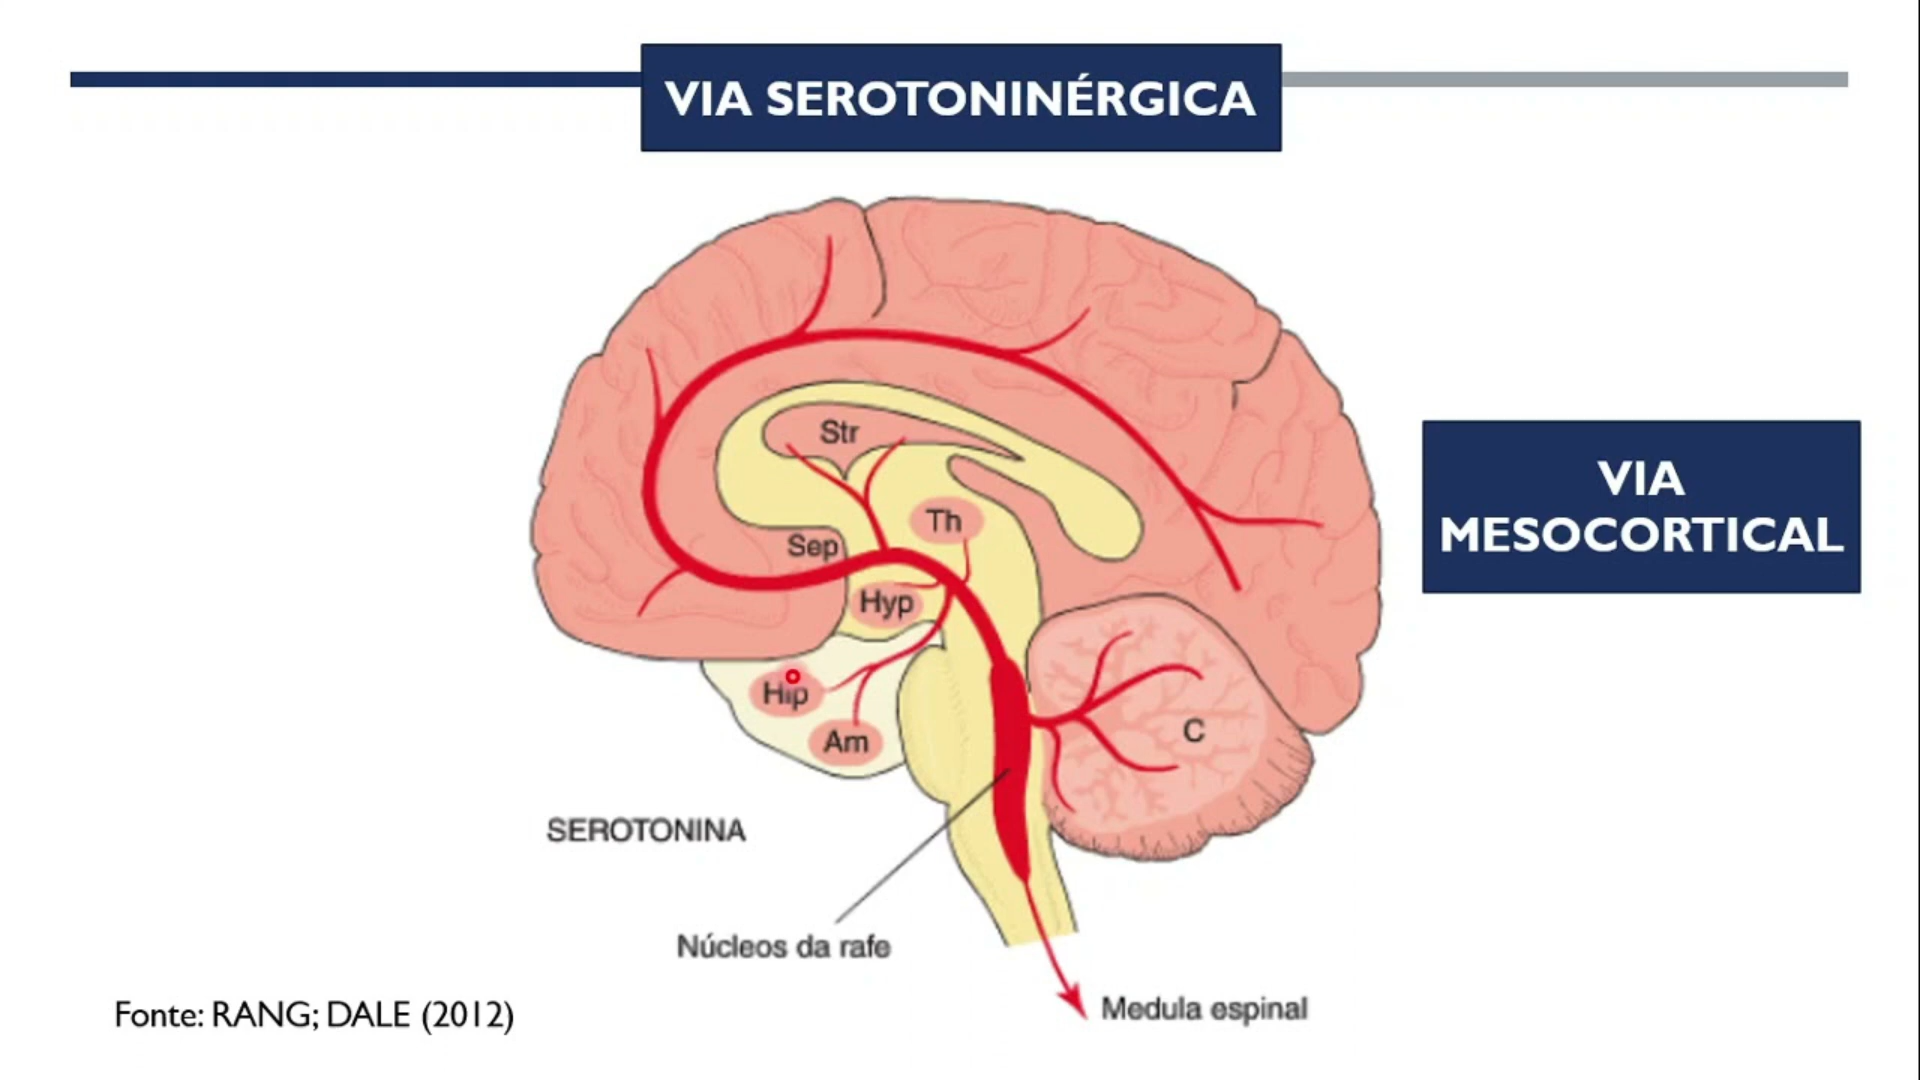 VIA SEROTONINÉRGICA
Str
Th
Sep
Hyp
Hip
Am
C
VIA
MESOCORTICAL
SEROTONINA
Núcleos da rafe
Medula espinal
Fonte: RANG; DALE (2012)